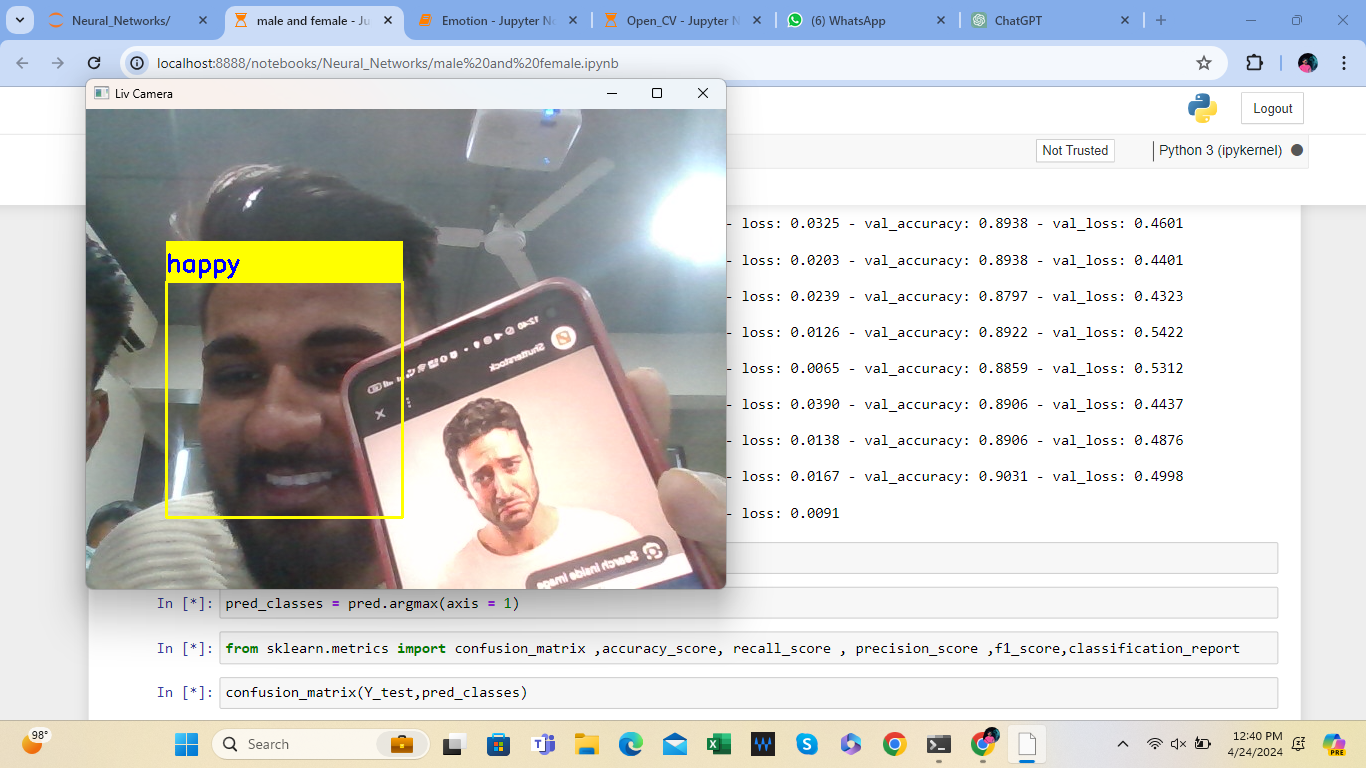 Neural_Networks/
male and female - Ju
Emotion - Jupyter No
Open_CV - Jupyter N
(6) WhatsApp
ChatGPT
localhost:8888/notebooks/Neural_Networks/male%20and%20female.ipynb
Liv Camera
Logout
Not Trusted
Python 3 (ipykernel)
happy
12:40
Shutterstock
Search inside image
- loss: 0.0325 - val_accuracy: 0.8938 - val_loss: 0.4601
- loss: 0.0203 - val_accuracy: 0.8938 - val_loss: 0.4401
- loss: 0.0239 - val_accuracy: 0.8797 - val_loss: 0.4323
- loss: 0.0126 - val_accuracy: 0.8922 - val_loss: 0.5422
- loss: 0.0065 - val_accuracy: 0.8859 - val_loss: 0.5312
- loss: 0.0390 - val_accuracy: 0.8906 - val_loss: 0.4437
- loss: 0.0138 - val_accuracy: 0.8906 - val_loss: 0.4876
- loss: 0.0167 - val_accuracy: 0.9031 - val_loss: 0.4998
- loss: 0.0091
In [*]: pred_classes = pred.argmax(axis = 1)
In [*]: from sklearn.metrics import confusion_matrix ,accuracy_score, recall_score , precision_score ,f1_score,classification_report
In [*]: confusion_matrix(Y_test,pred_classes)
98°
Search
PRE
12:40 PM
4/24/2024